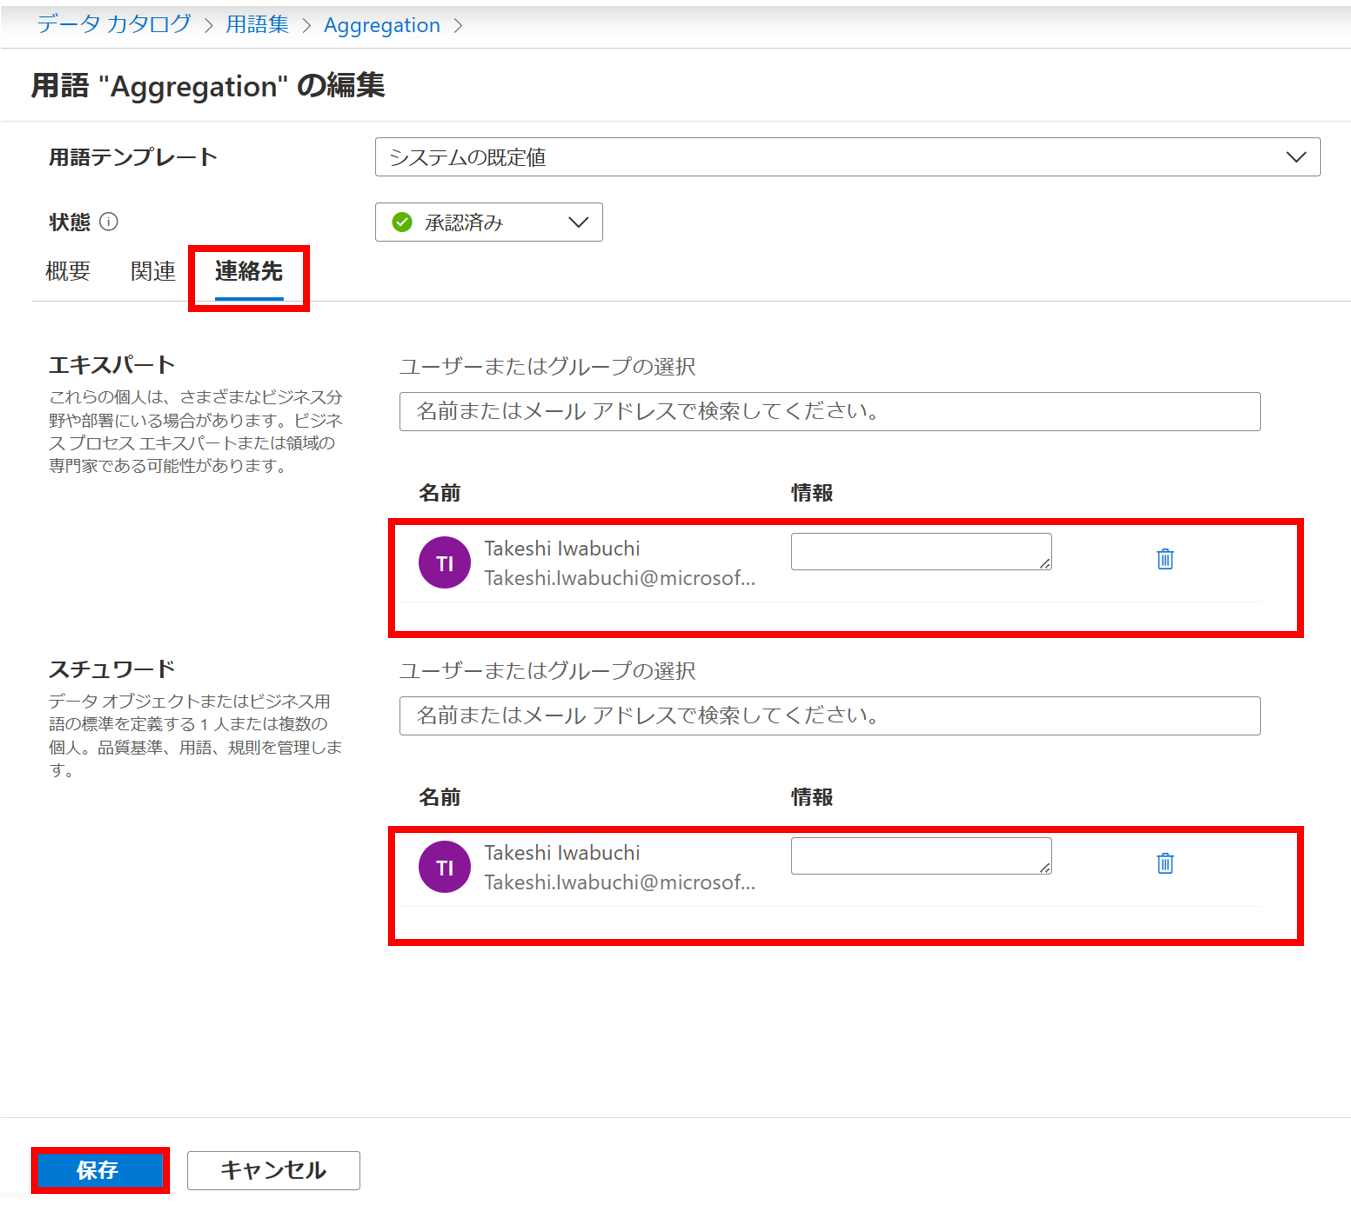 データ カタログ > 用語集 > Aggregation >
用語 "Aggregation" の編集
用語テンプレート
システムの既定値
状態
承認済み
概要 関連 連絡先
エキスパート
これらの個人は、さまざまなビジネス分
野や部署にいる場合があります。ビジネ
ス プロセス エキスパートまたは領域の
専門家である可能性があります。
ユーザーまたはグループの選択
名前またはメール アドレスで検索してください。
名前 情報
TI
Takeshi Iwabuchi
Takeshi.Iwabuchi@microsof...
スチュワード
データ オブジェクトまたはビジネス用
語の標準を定義する 1 人または複数の
個人。品質基準、用語、規則を管理しま
す。
ユーザーまたはグループの選択
名前またはメール アドレスで検索してください。
名前 情報
TI
Takeshi Iwabuchi
Takeshi.Iwabuchi@microsof...
保存 キャンセル